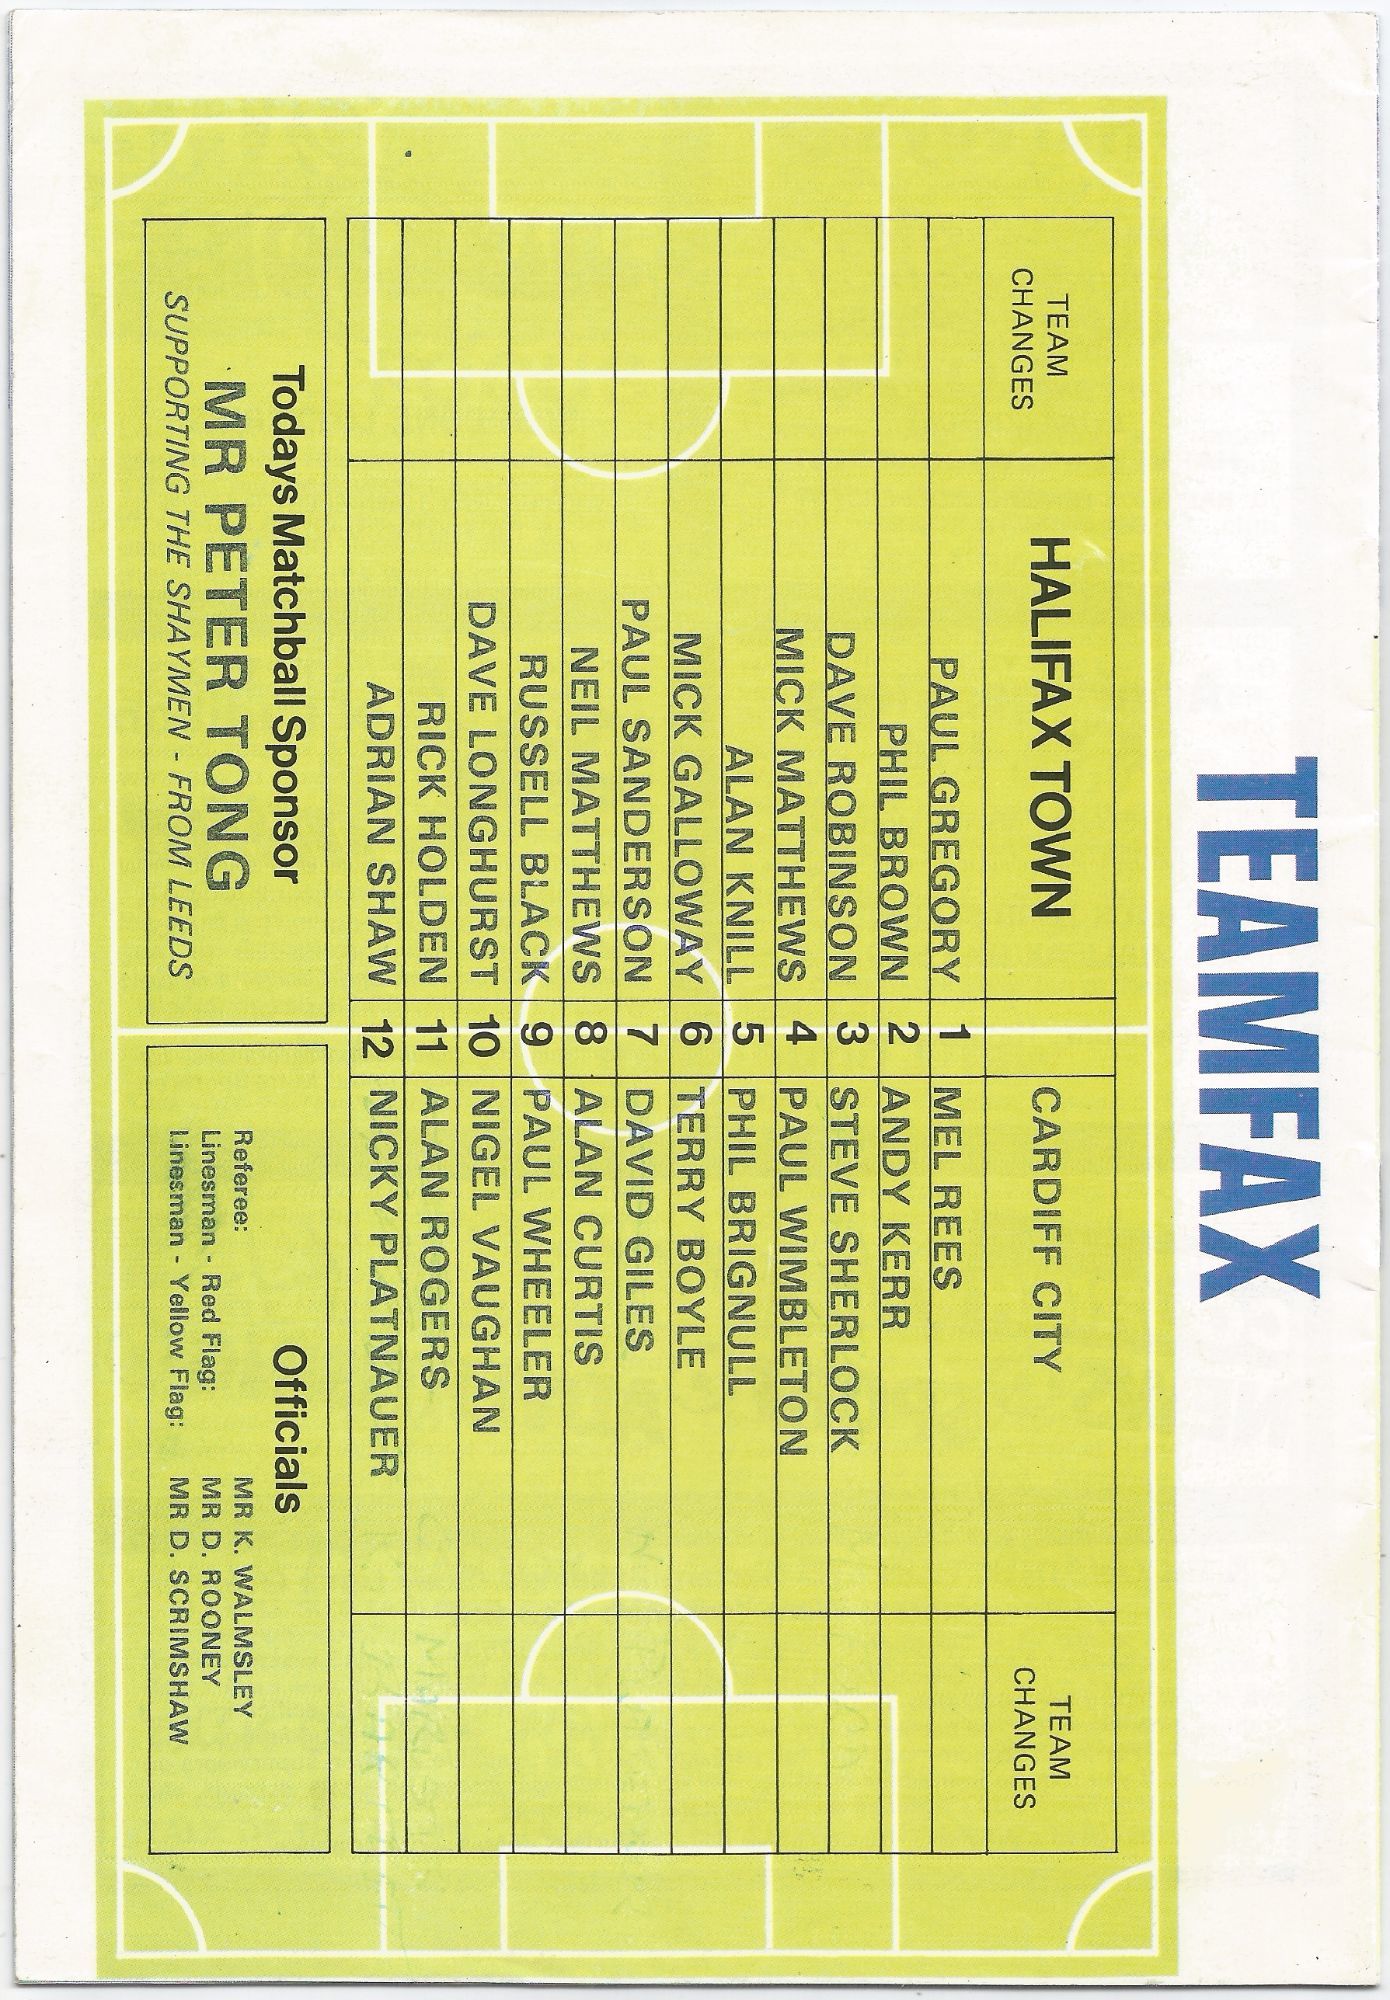 TEAMFAX
TEAM CHANGES HALIFAX TOWN CARDIFF CITY TEAM CHANGES
PAUL GREGORY 1 MEL REES
PHIL BROWN 2 ANDY KERR
DAVE ROBINSON 3 STEVE SHERLOCK
MICK MATTHEWS 4 PAUL WIMBLETON
ALAN KNILL 5 PHIL BRIGNULL
MICK GALLOWAY 6 TERRY BOYLE
PAUL SANDERSON 7 DAVID GILES
NEIL MATTHEWS 8 ALAN CURTIS
RUSSELL BLACK 9 PAUL WHEELER
DAVE LONGHURST 10 NIGEL VAUGHAN
RICK HOLDEN 11 ALAN ROGERS
ADRIAN SHAW 12 NICKY PLATNAUER
Todays Matchball Sponsor
MR PETER TONG
SUPPORTING THE SHAYMEN - FROM LEEDS
Officials
Referee: MR K. WALMSLEY
Linesman - Red Flag: MR D. ROONEY
Linesman - Yellow Flag: MR D. SCRIMSHAW